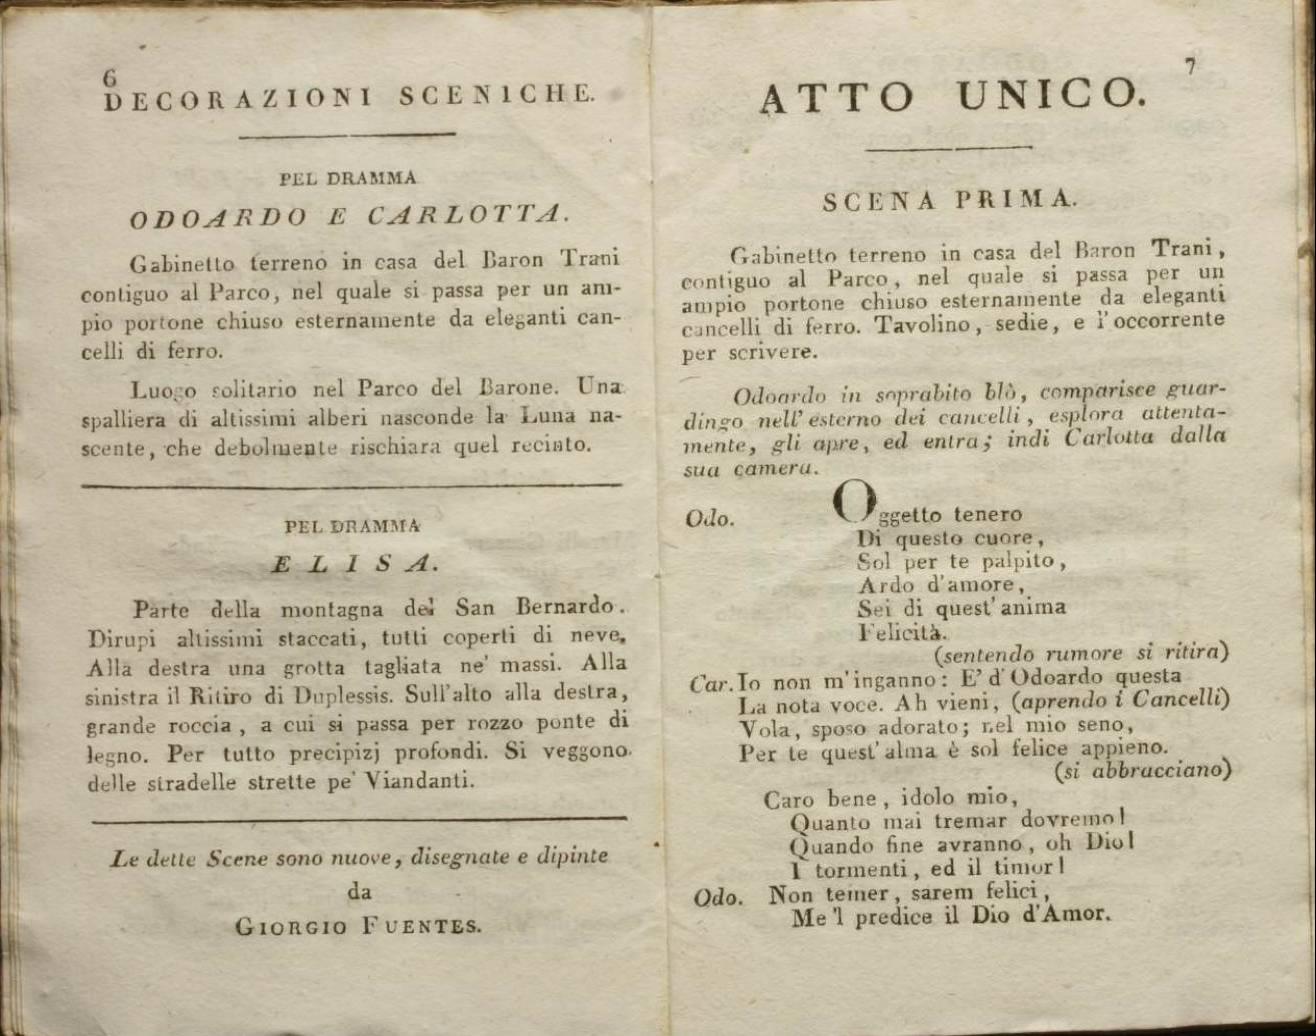 6
DECORAZIONI SCENICHE.
PEL DRAMMA
ODOARDO E CARLOTTA.
Gabinetto terreno in casa del Baron Trani
contiguo al Parco, nel quale si passa per un am-
pio portone chiuso esternamente da eleganti can-
celli di ferro.
Luogo solitario nel Parco del Barone. Una
spalliera di altissimi alberi nasconde la Luna na-
scente, che debolmente rischiara quel recinto.
PEL DRAMMA
ELISA.
Parte della montagna del San Bernardo.
Dirupi altissimi staccati, tutti coperti di neve.
Alla destra una grotta tagliata ne' massi. Alla
sinistra il Ritiro di Duplessis. Sull'alto alla destra,
grande roccia, a cui si passa per rozzo ponte di
legno. Per tutto precipizj profondi. Si veggono
delle stradelle strette pe' Viandanti.
Le dette Scene sono nuove, disegnate e dipinte
da
GIORGIO FUENTES.
7
ATTO UNICO.
SCENA PRIMA.
Gabinetto terreno in casa del Baron Trani,
contiguo al Parco, nel quale si passa per un
ampio portone chiuso esternamente da eleganti
cancelli di ferro. Tavolino, sedie, e l'occorrente
per scrivere.
Odoardo in soprabito blò, comparisce guar-
dingo nell' esterno dei cancelli, esplora attenta-
mente, gli apre, ed entra; indi Carlotta dalla
sua camera.
Odo. Oggetto tenero
Di questo cuore,
Sol per te palpito,
Ardo d'amore,
Sei di quest' anima
Felicità.
(sentendo rumore si ritira)
Car. Io non m'inganno: E' d' Odoardo questa
La nota voce. Ah vieni, (aprendo i Cancelli)
Vola, sposo adorato; nel mio seno,
Per te quest' alma è sol felice appieno.
(si abbracciano)
Caro bene, idolo mio,
Quanto mai tremar dovremo!
Quando fine avranno, oh Dio!
I tormenti, ed il timor!
Odo. Non temer, sarem felici,
Me 'l predice il Dio d'Amor.